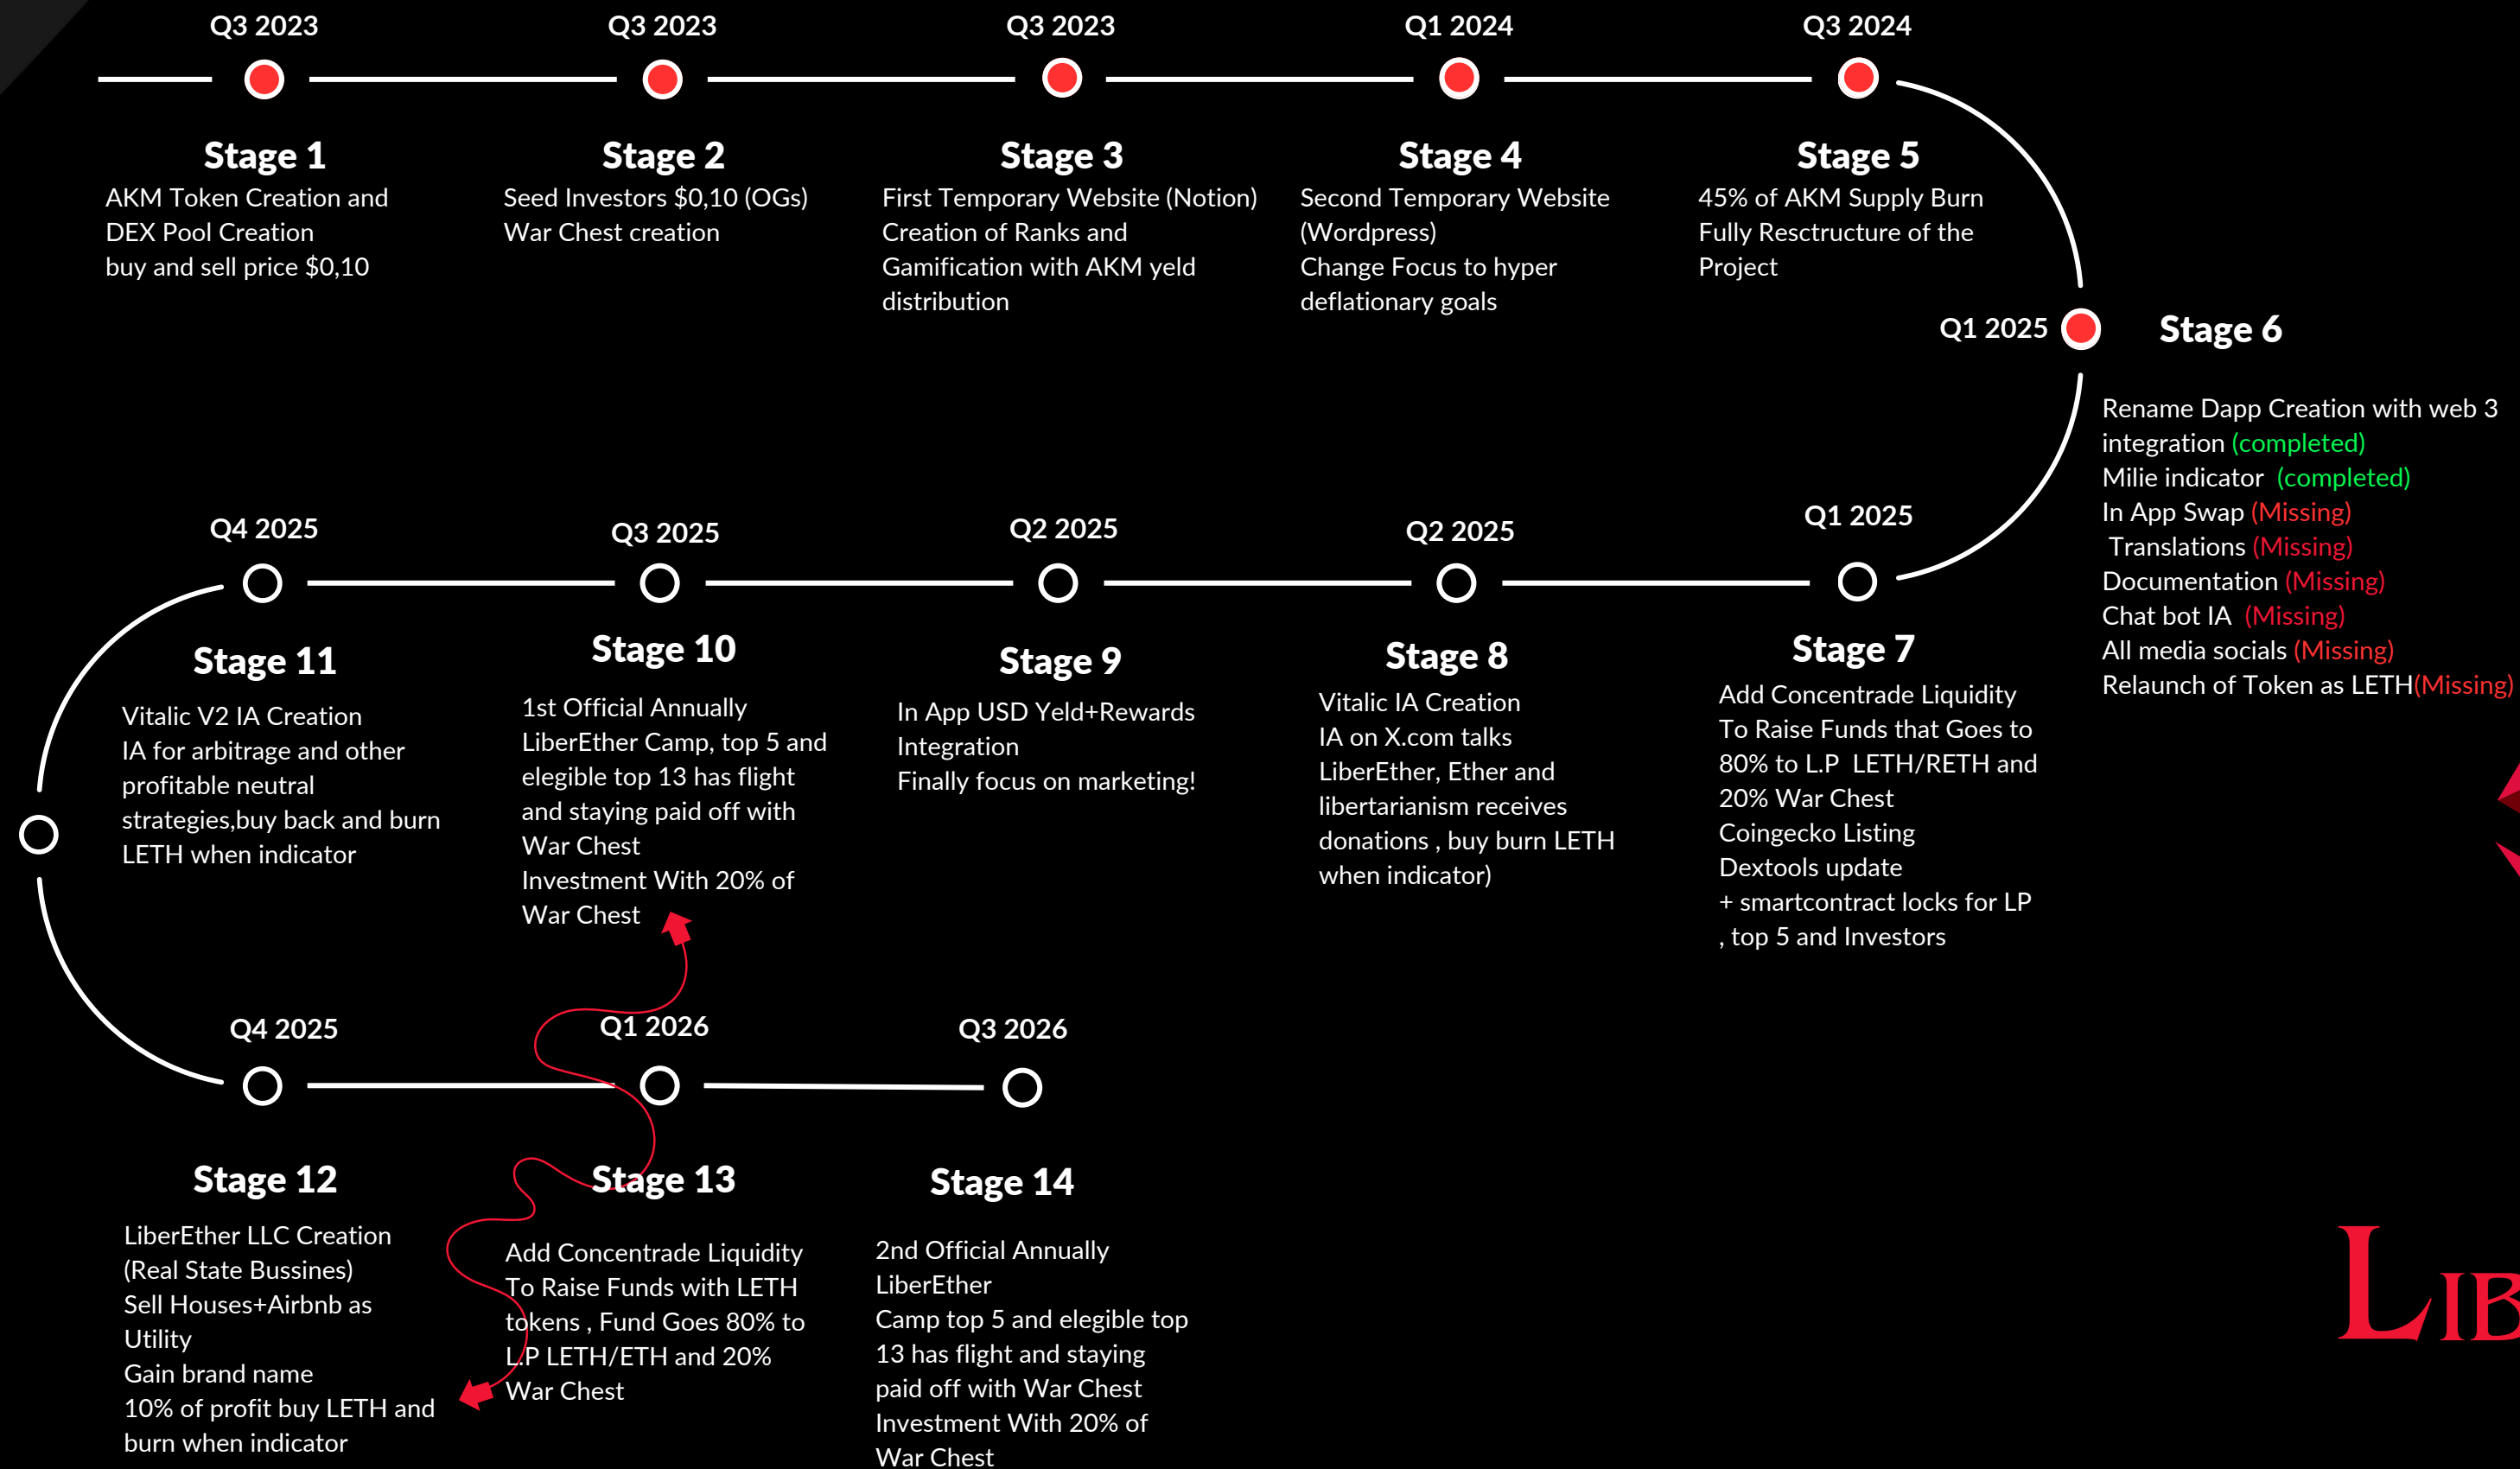 Q3 2023
Stage 1
AKM Token Creation and
DEX Pool Creation
buy and sell price $0,10
Q3 2023
Stage 2
Seed Investors $0,10 (OGs)
War Chest creation
Q3 2023
Stage 3
First Temporary Website (Notion)
Creation of Ranks and
Gamification with AKM yeld
distribution
Q1 2024
Stage 4
Second Temporary Website
(Wordpress)
Change Focus to hyper
deflationary goals
Q3 2024
Stage 5
45% of AKM Supply Burn
Fully Resctructure of the
Project
Q1 2025
Stage 6
Rename Dapp Creation with web 3
integration (completed)
Milie indicator (completed)
In App Swap (Missing)
Translations (Missing)
Documentation (Missing)
Chat bot IA (Missing)
All media socials (Missing)
Relaunch of Token as LETH(Missing)
Q1 2025
Stage 7
Add Concentrade Liquidity
To Raise Funds that Goes to
80% to L.P LETH/RETH and
20% War Chest
Coingecko Listing
Dextools update
+ smartcontract locks for LP
, top 5 and Investors
Q2 2025
Stage 8
Vitalic IA Creation
IA on X.com talks
LiberEther, Ether and
libertarianism receives
donations , buy burn LETH
when indicator)
Q2 2025
Stage 9
In App USD Yeld+Rewards
Integration
Finally focus on marketing!
Q3 2025
Stage 10
1st Official Annually
LiberEther Camp, top 5 and
elegible top 13 has flight
and staying paid off with
War Chest
Investment With 20% of
War Chest
Q4 2025
Stage 11
Vitalic V2 IA Creation
IA for arbitrage and other
profitable neutral
strategies,buy back and burn
LETH when indicator
Q4 2025
Stage 12
LiberEther LLC Creation
(Real State Bussines)
Sell Houses+Airbnb as
Utility
Gain brand name
10% of profit buy LETH and
burn when indicator
Q1 2026
Stage 13
Add Concentrade Liquidity
To Raise Funds with LETH
tokens , Fund Goes 80% to
L.P LETH/ETH and 20%
War Chest
Q3 2026
Stage 14
2nd Official Annually
LiberEther
Camp top 5 and elegible top
13 has flight and staying
paid off with War Chest
Investment With 20% of
War Chest
LIB